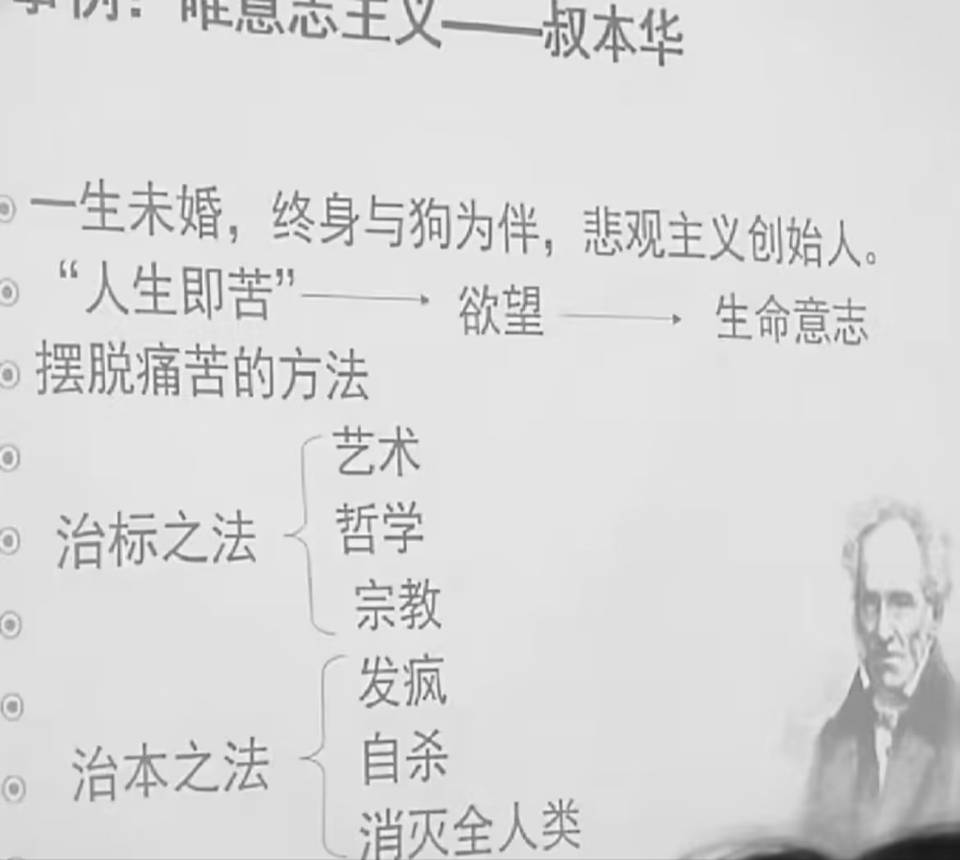 事例：唯意志主义——叔本华
一生未婚，终身与狗为伴，悲观主义创始人。
“人生即苦” 欲望 生命意志
摆脱痛苦的方法
艺术
治标之法
哲学
宗教
发疯
治本之法
自杀
消灭全人类